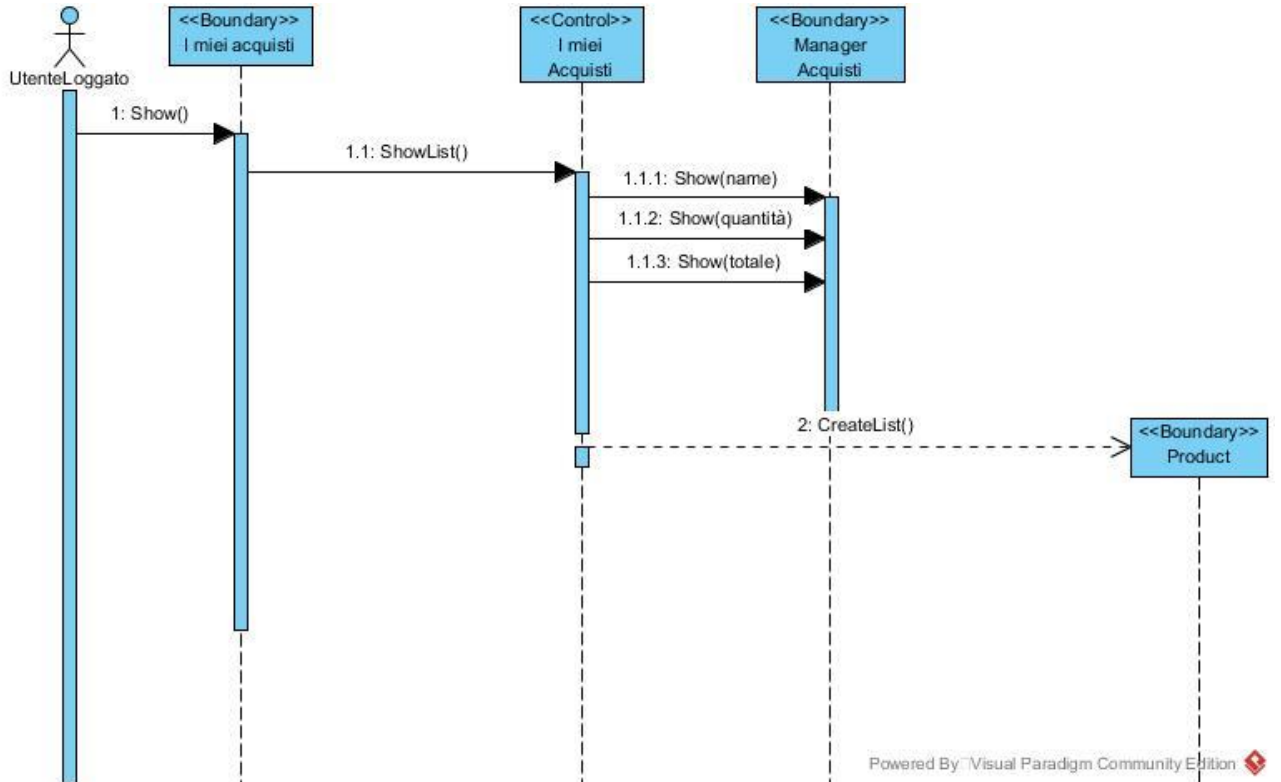 <<Boundary>>
I miei acquisti
<<Control>>
I miei
Acquisti
<<Boundary>>
Manager
Acquisti
UtenteLoggato
1: Show()
1.1: ShowList()
1.1.1: Show(name)
1.1.2: Show(quantità)
1.1.3: Show(totale)
2: CreateList()
<<Boundary>>
Product
Powered By Visual Paradigm Community Edition